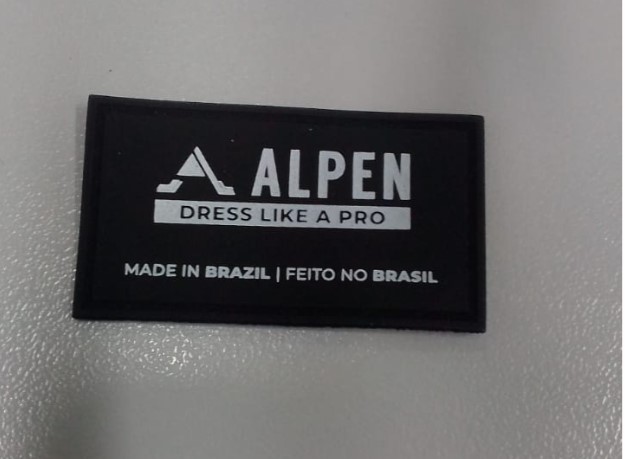 ALPEN
DRESS LIKE A PRO
MADE IN BRAZIL | FEITO NO BRASIL